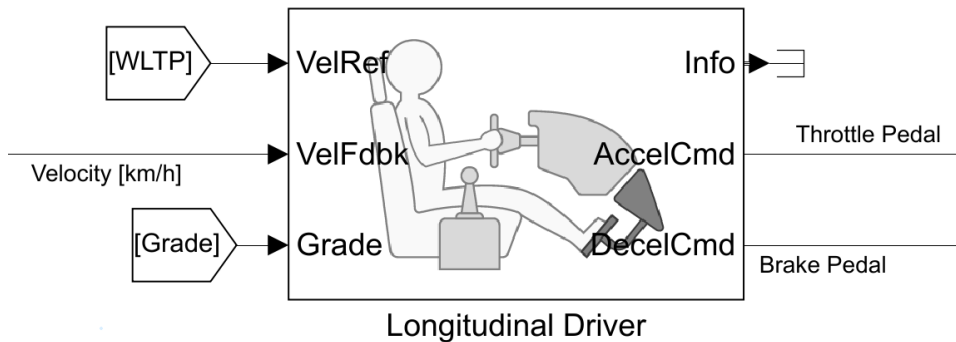 [WLTP]
VelRef
Info
Throttle Pedal
VelFdbk
AccelCmd
Velocity [km/h]
[Grade]
Grade
DecelCmd
Brake Pedal
Longitudinal Driver